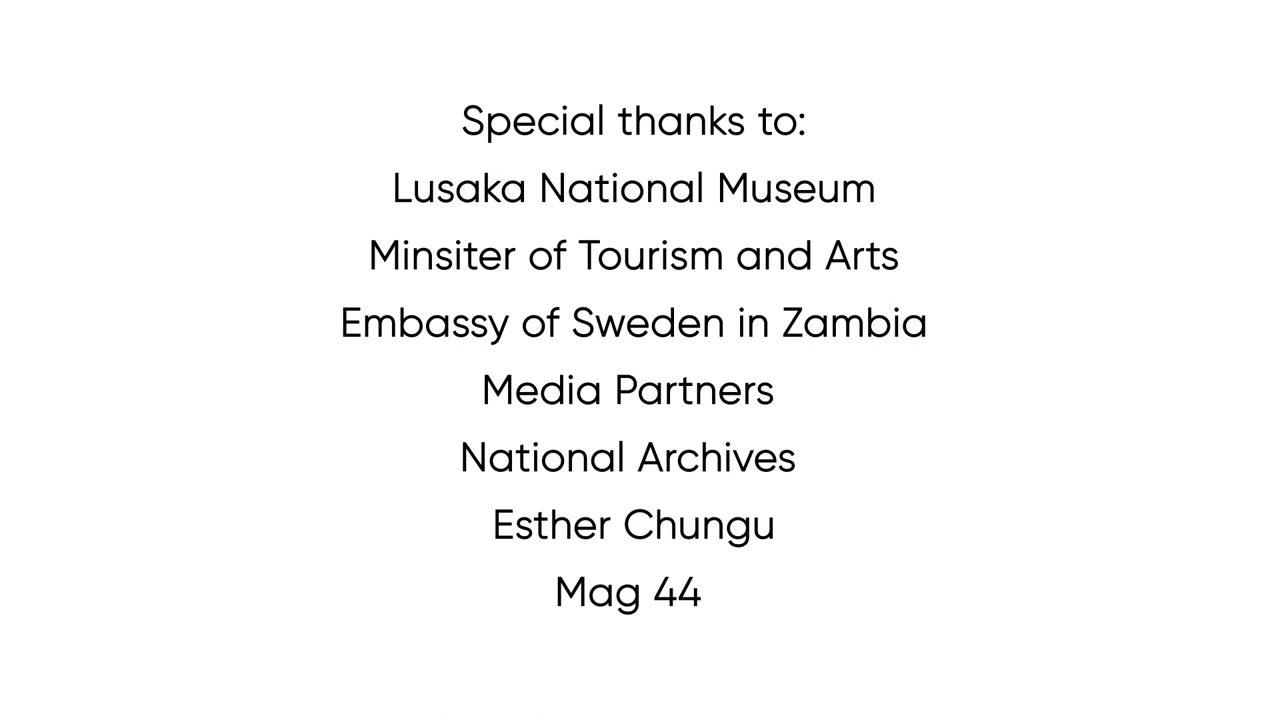 Special thanks to:
Lusaka National Museum
Minsiter of Tourism and Arts
Embassy of Sweden in Zambia
Media Partners
National Archives
Esther Chungu
Mag 44